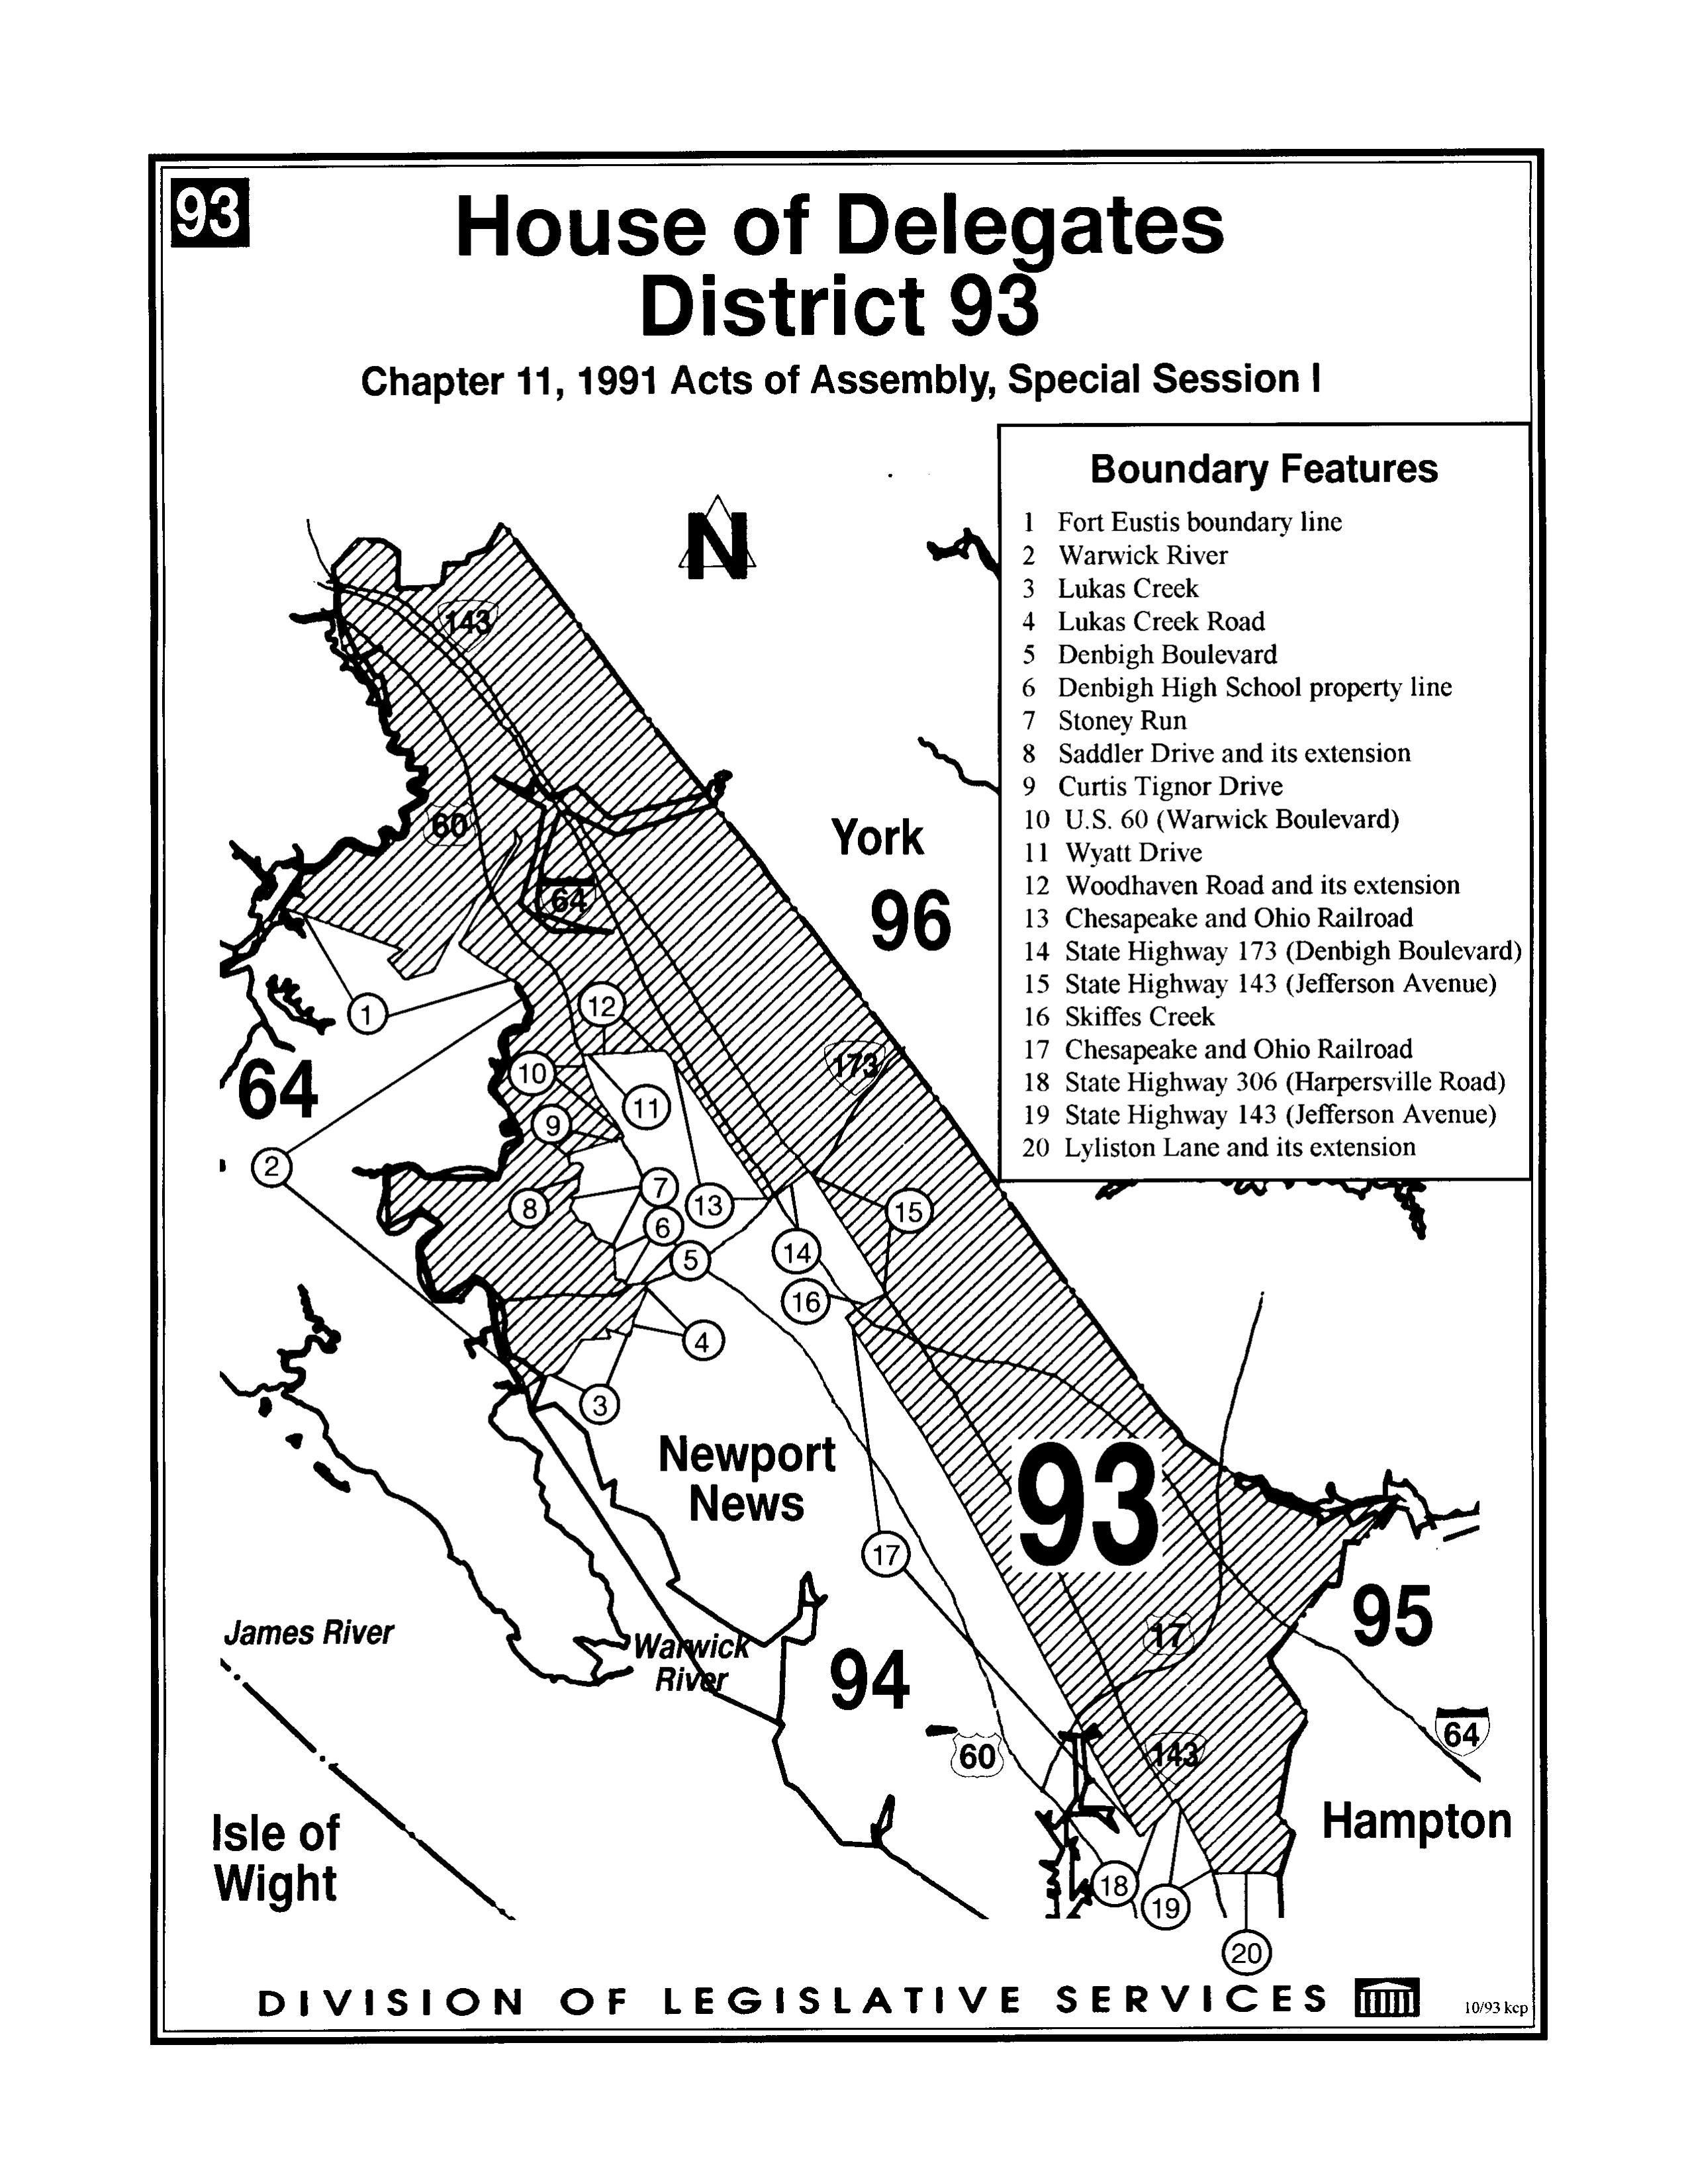 93
House of Delegates
District 93
Chapter 11, 1991 Acts of Assembly, Special Session I
Boundary Features
1 Fort Eustis boundary line
2 Warwick River
3 Lukas Creek
4 Lukas Creek Road
5 Denbigh Boulevard
6 Denbigh High School property line
7 Stoney Run
8 Saddler Drive and its extension
9 Curtis Tignor Drive
10 U.S. 60 (Warwick Boulevard)
11 Wyatt Drive
12 Woodhaven Road and its extension
13 Chesapeake and Ohio Railroad
14 State Highway 173 (Denbigh Boulevard)
15 State Highway 143 (Jefferson Avenue)
16 Skiffes Creek
17 Chesapeake and Ohio Railroad
18 State Highway 306 (Harpersville Road)
19 State Highway 143 (Jefferson Avenue)
20 Lyliston Lane and its extension
N
143
60
York
96
64
1
12
64
173
10
11
9
2
7
8
13
15
6
5
14
16
4
3
Newport
News
93
17
95
James River
Warwick
River
17
94
64
60
143
Isle of
Wight
Hampton
18
19
20
DIVISION OF LEGISLATIVE SERVICES
10/93 kcp